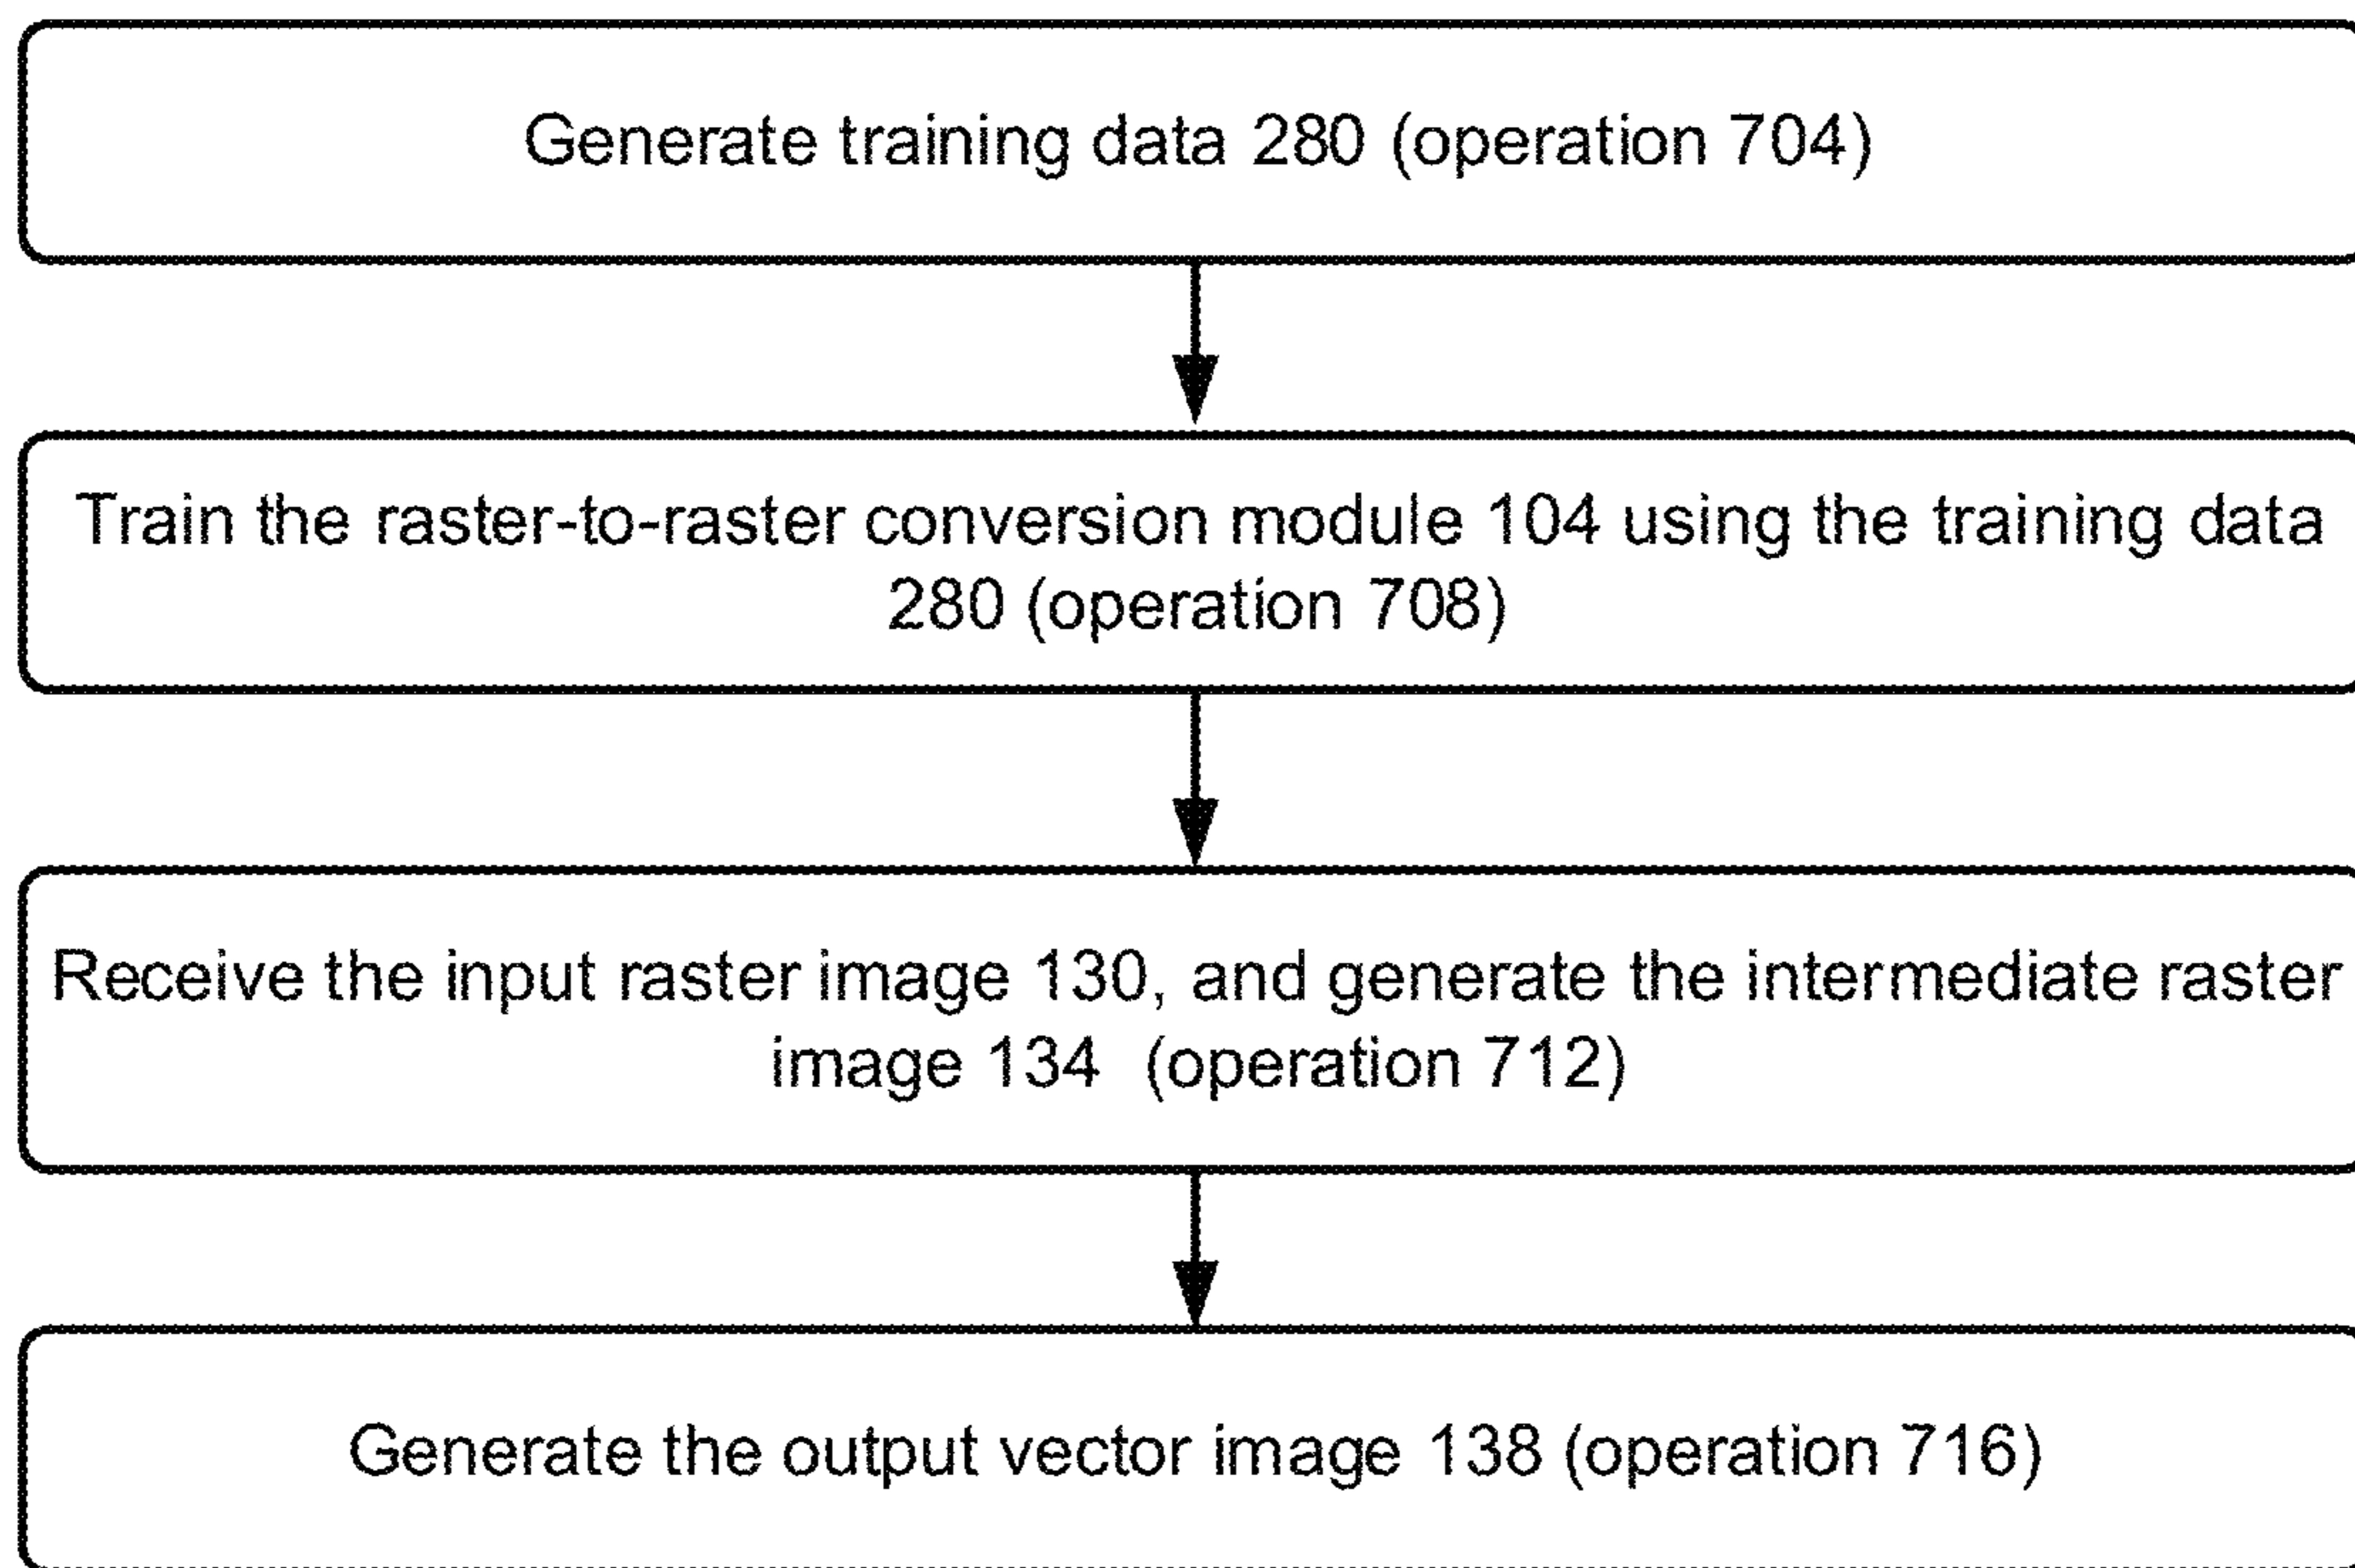 Generate training data 280 (operation 704)
Train the raster-to-raster conversion module 104 using the training data
280 (operation 708)
Receive the input raster image 130, and generate the intermediate raster
image 134  (operation 712)
Generate the output vector image 138 (operation 716)